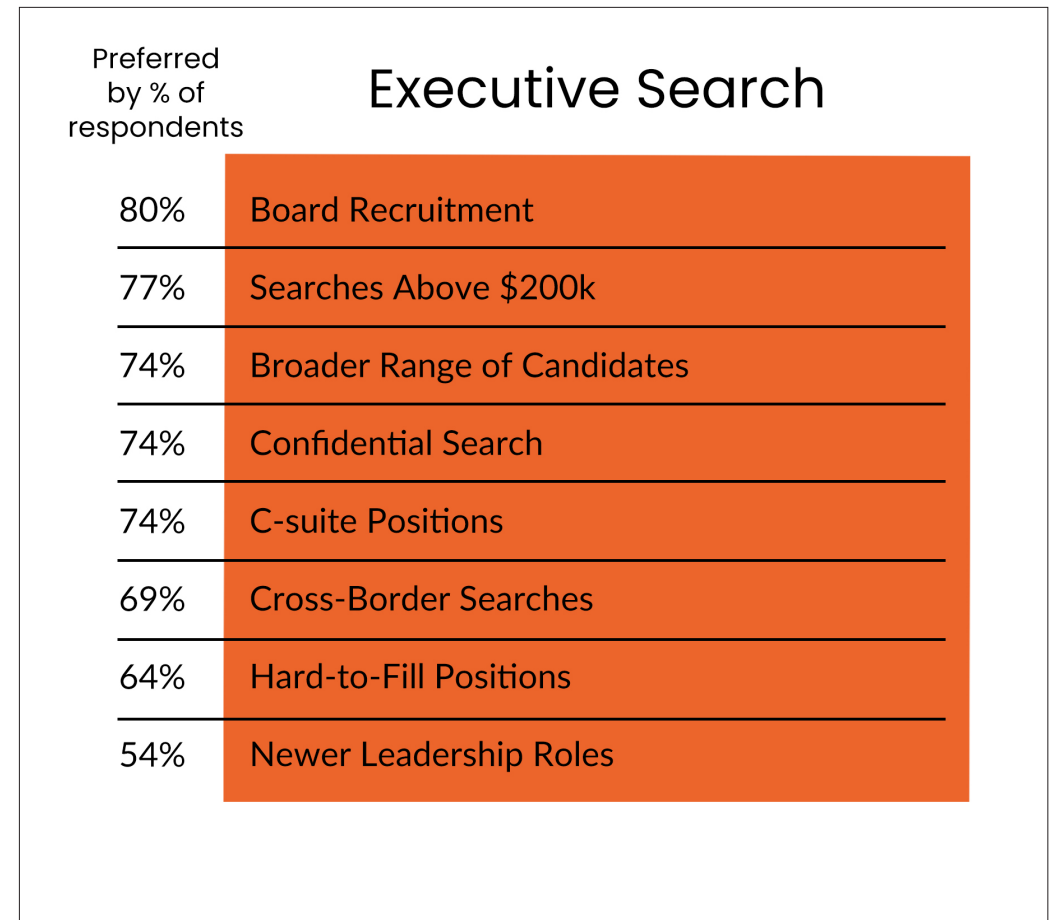 Preferred
by % of
respondents
Executive Search
80% Board Recruitment
77% Searches Above $200k
74% Broader Range of Candidates
74% Confidential Search
74% C-suite Positions
69% Cross-Border Searches
64% Hard-to-Fill Positions
54% Newer Leadership Roles